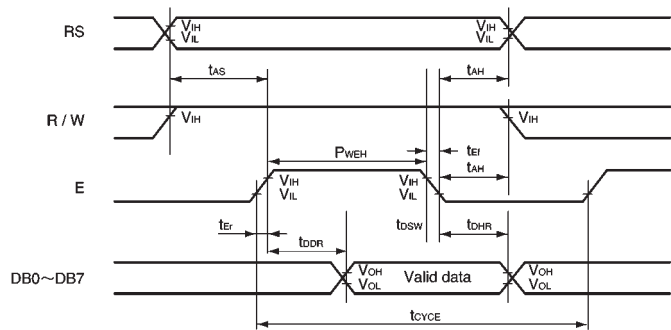 RS
VIH
VIL
VIH
VIL
tAS
tAH
R / W
VIH
VIH
PWEH
tEf
tAH
E
VIH
VIL
VIH
VIL
tEr
tDDR
tDSW
tDHR
DB0~DB7
VOH
VOL
Valid data
VOH
VOL
tCYCE